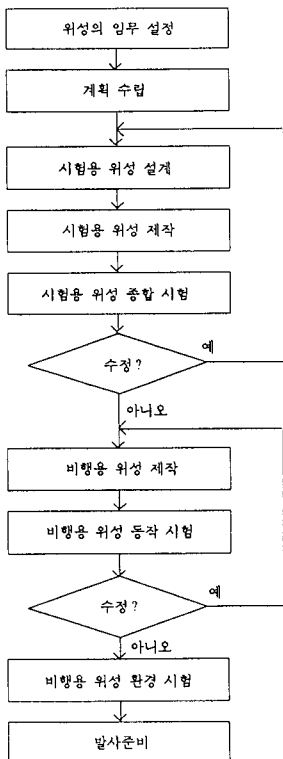 위성의 임무 설정
계획 수립
시험용 위성 설계
시험용 위성 제작
시험용 위성 종합 시험
수정?
예
아니오
비행용 위성 제작
비행용 위성 동작 시험
수정?
예
아니오
비행용 위성 환경 시험
발사준비